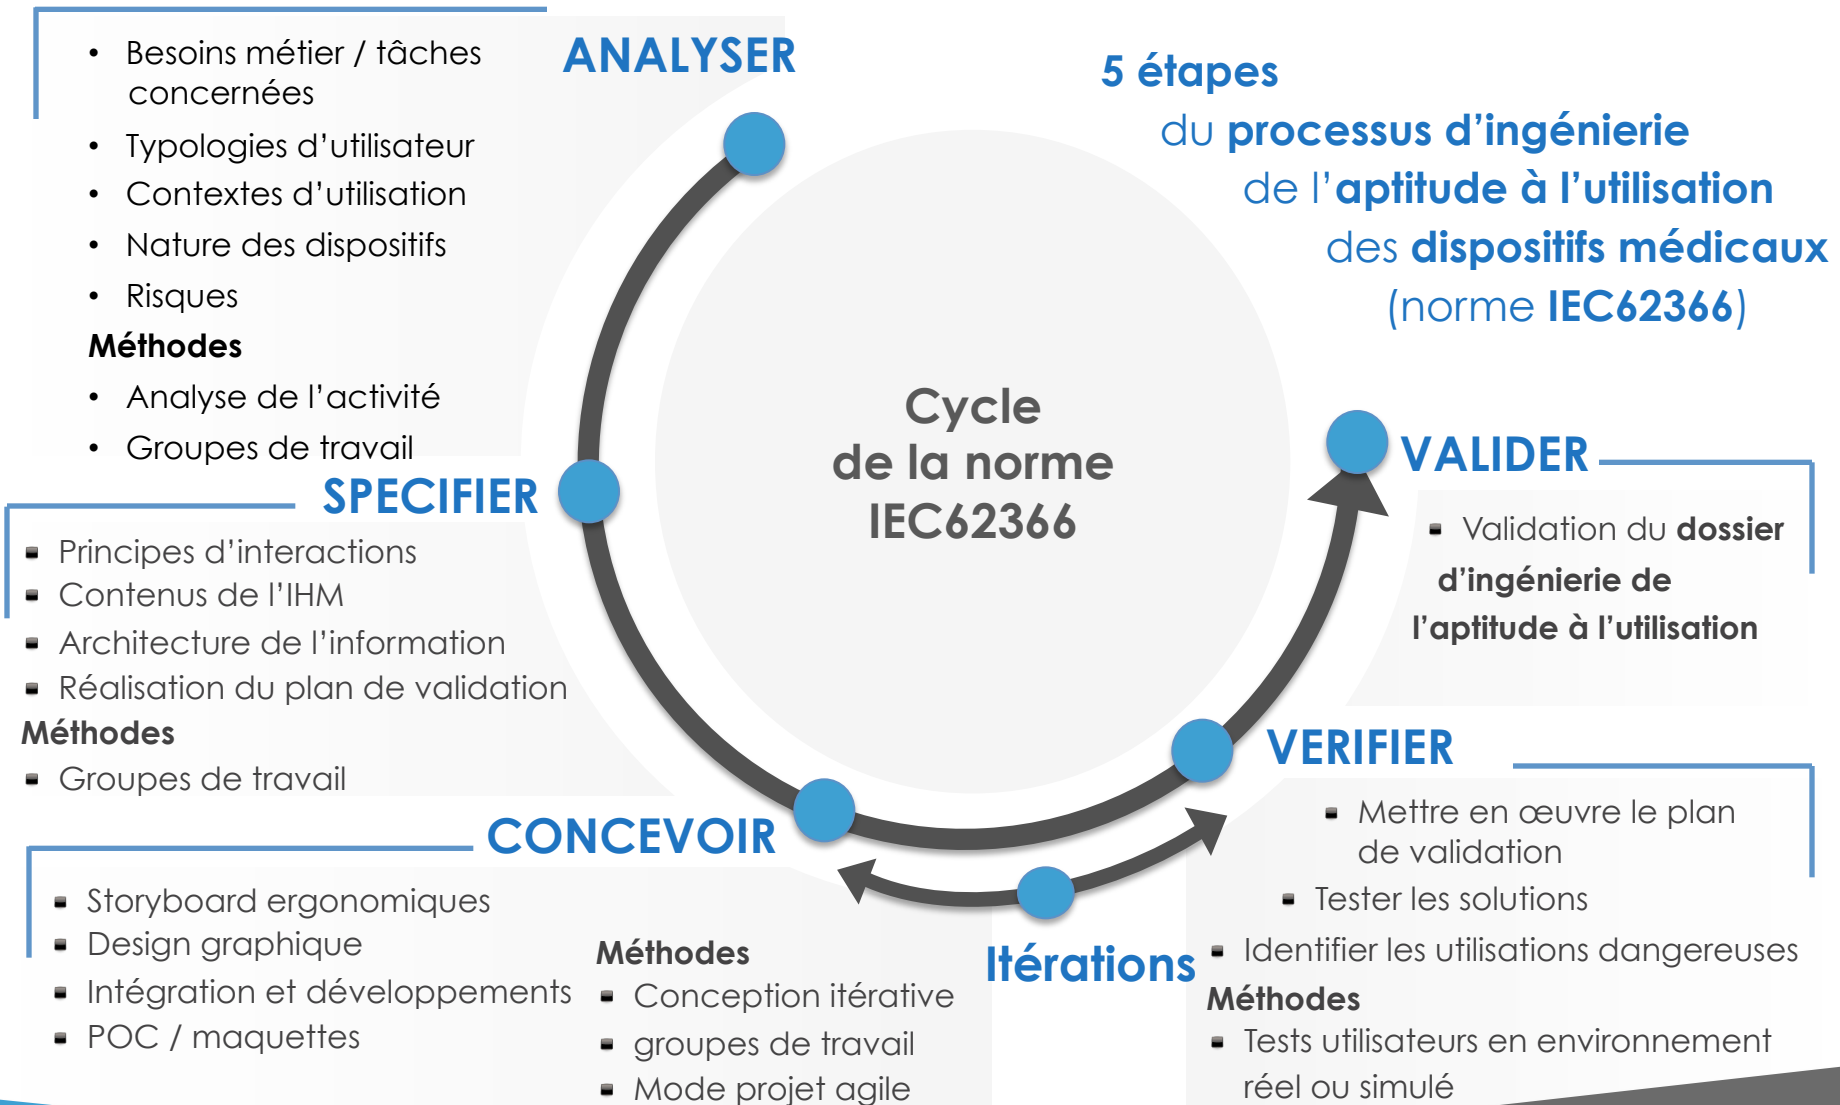 ANALYSER
• Besoins métier / tâches
concernées
• Typologies d'utilisateur
• Contextes d'utilisation
• Nature des dispositifs
• Risques
Méthodes
• Analyse de l'activité
• Groupes de travail
5 étapes
du processus d'ingénierie
de l'aptitude à l'utilisation
des dispositifs médicaux
(norme IEC62366)
Cycle
de la norme
IEC62366
SPECIFIER
▪ Principes d'interactions
▪ Contenus de l'IHM
▪ Architecture de l'information
▪ Réalisation du plan de validation
Méthodes
▪ Groupes de travail
CONCEVOIR
▪ Storyboard ergonomiques
▪ Design graphique
▪ Intégration et développements
▪ POC / maquettes
Méthodes
▪ Conception itérative
▪ groupes de travail
▪ Mode projet agile
Itérations
VERIFIER
▪ Mettre en œuvre le plan
de validation
▪ Tester les solutions
▪ Identifier les utilisations dangereuses
Méthodes
▪ Tests utilisateurs en environnement
réel ou simulé
VALIDER
▪ Validation du dossier
d'ingénierie de
l'aptitude à l'utilisation